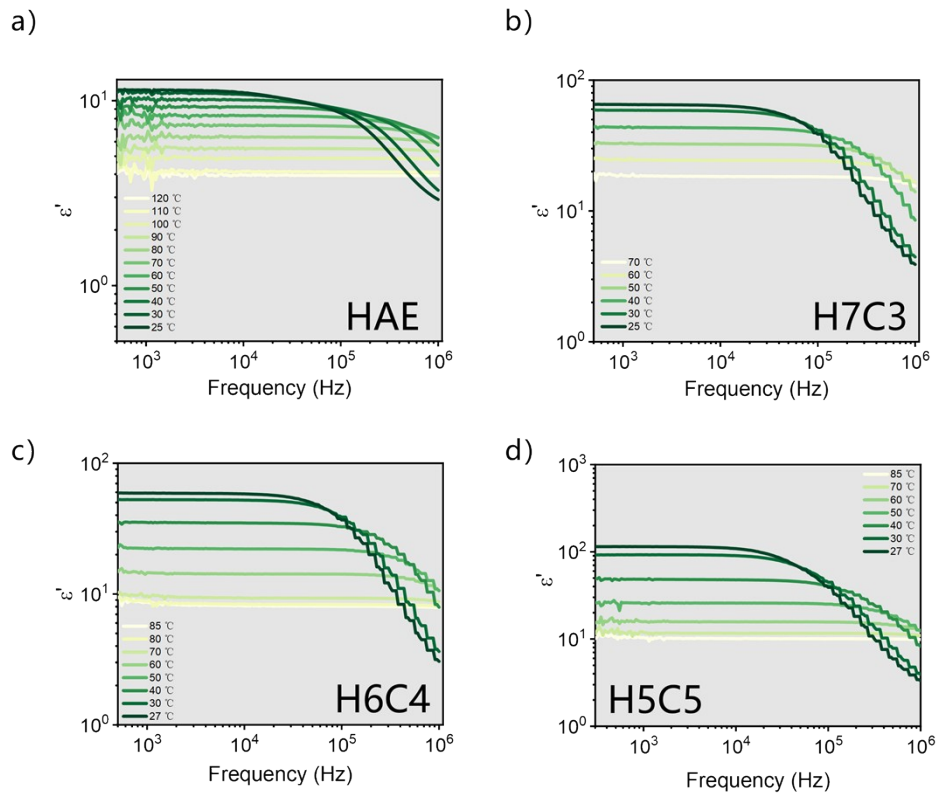 a)
ε'
10¹
10⁰
120 ℃
110 ℃
100 ℃
90 ℃
80 ℃
70 ℃
60 ℃
50 ℃
40 ℃
30 ℃
25 ℃
HAE
10³ 10⁴ 10⁵ 10⁶
Frequency (Hz)
b)
ε'
10²
10¹
10⁰
70 ℃
60 ℃
50 ℃
40 ℃
30 ℃
25 ℃
H7C3
10³ 10⁴ 10⁵ 10⁶
Frequency (Hz)
c)
ε'
10²
10¹
10⁰
85 ℃
80 ℃
70 ℃
60 ℃
50 ℃
40 ℃
30 ℃
27 ℃
H6C4
10³ 10⁴ 10⁵ 10⁶
Frequency (Hz)
d)
ε'
10³
10²
10¹
10⁰
85 ℃
70 ℃
60 ℃
50 ℃
40 ℃
30 ℃
27 ℃
H5C5
10³ 10⁴ 10⁵ 10⁶
Frequency (Hz)